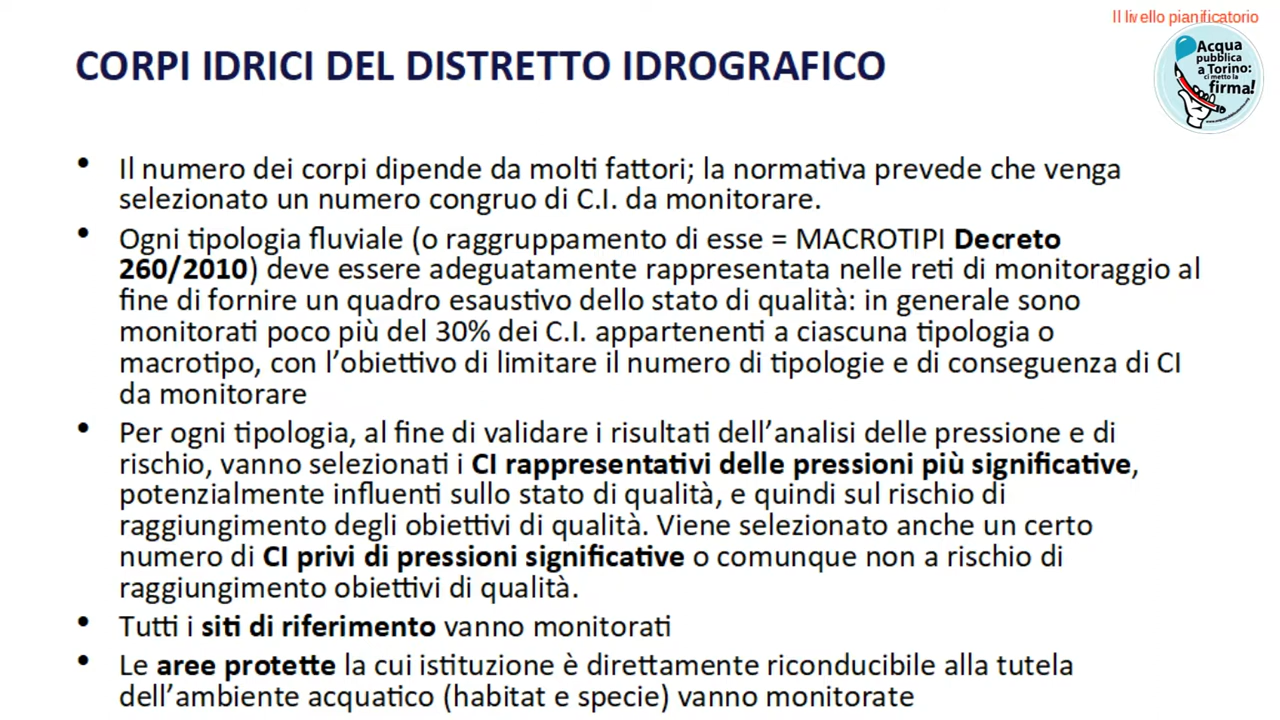 Il livello pianificatorio
CORPI IDRICI DEL DISTRETTO IDROGRAFICO
Acqua
pubblica
a Torino:
ci metto la
firma!
• Il numero dei corpi dipende da molti fattori; la normativa prevede che venga
selezionato un numero congruo di C.I. da monitorare.
• Ogni tipologia fluviale (o raggruppamento di esse = MACROTIPI Decreto
260/2010) deve essere adeguatamente rappresentata nelle reti di monitoraggio al
fine di fornire un quadro esaustivo dello stato di qualità: in generale sono
monitorati poco più del 30% dei C.I. appartenenti a ciascuna tipologia o
macrotipo, con l’obiettivo di limitare il numero di tipologie e di conseguenza di CI
da monitorare
• Per ogni tipologia, al fine di validare i risultati dell’analisi delle pressione e di
rischio, vanno selezionati i CI rappresentativi delle pressioni più significative,
potenzialmente influenti sullo stato di qualità, e quindi sul rischio di
raggiungimento degli obiettivi di qualità. Viene selezionato anche un certo
numero di CI privi di pressioni significative o comunque non a rischio di
raggiungimento obiettivi di qualità.
• Tutti i siti di riferimento vanno monitorati
• Le aree protette la cui istituzione è direttamente riconducibile alla tutela
dell’ambiente acquatico (habitat e specie) vanno monitorate